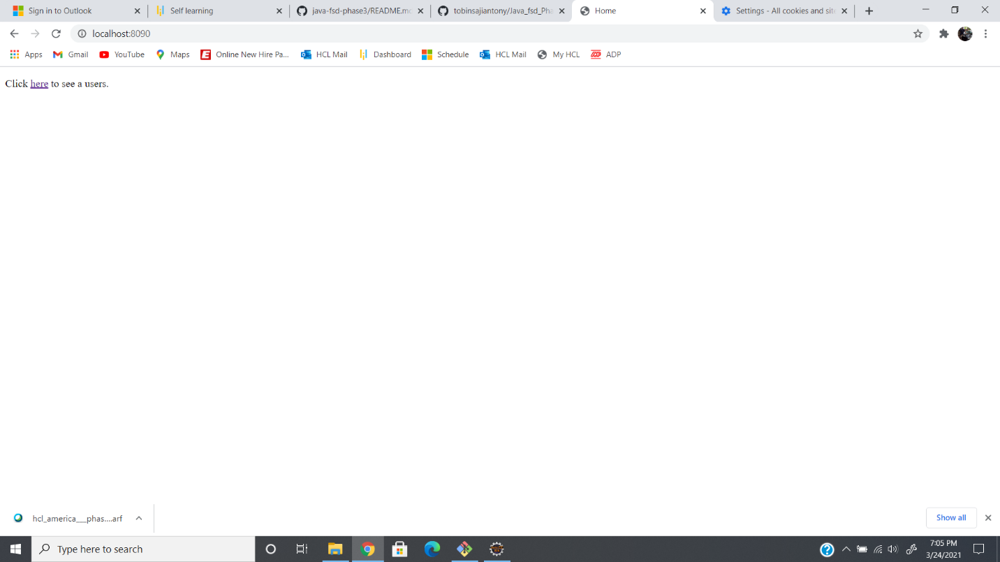 Sign in to Outlook
Self learning
java-fsd-phase3/README.md
tobinsajiantony/Java_fsd_Pha
Home
Settings - All cookies and site
localhost:8090
Apps
Gmail
YouTube
Maps
Online New Hire Pa...
HCL Mail
Dashboard
Schedule
HCL Mail
My HCL
ADP
Click here to see a users.
hcl_america___phas....arf
Show all
Type here to search
7:05 PM
3/24/2021